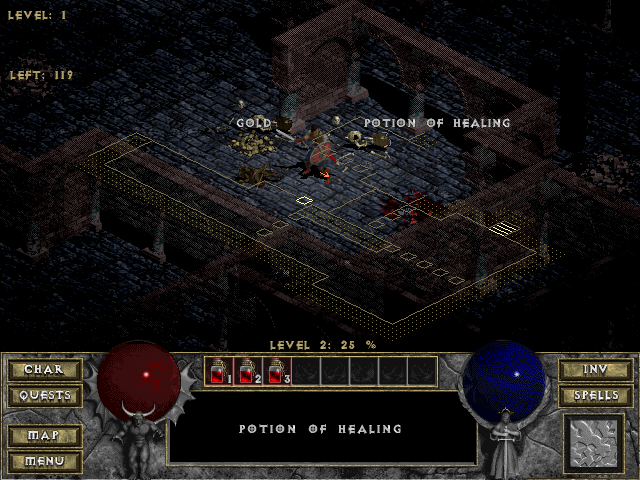 LEVEL: 1
LEFT: 119
GOLD
POTION OF HEALING
LEVEL 2: 25 %
CHAR
QUESTS
MAP
MENU
1 2 3
POTION OF HEALING
INV
SPELLS